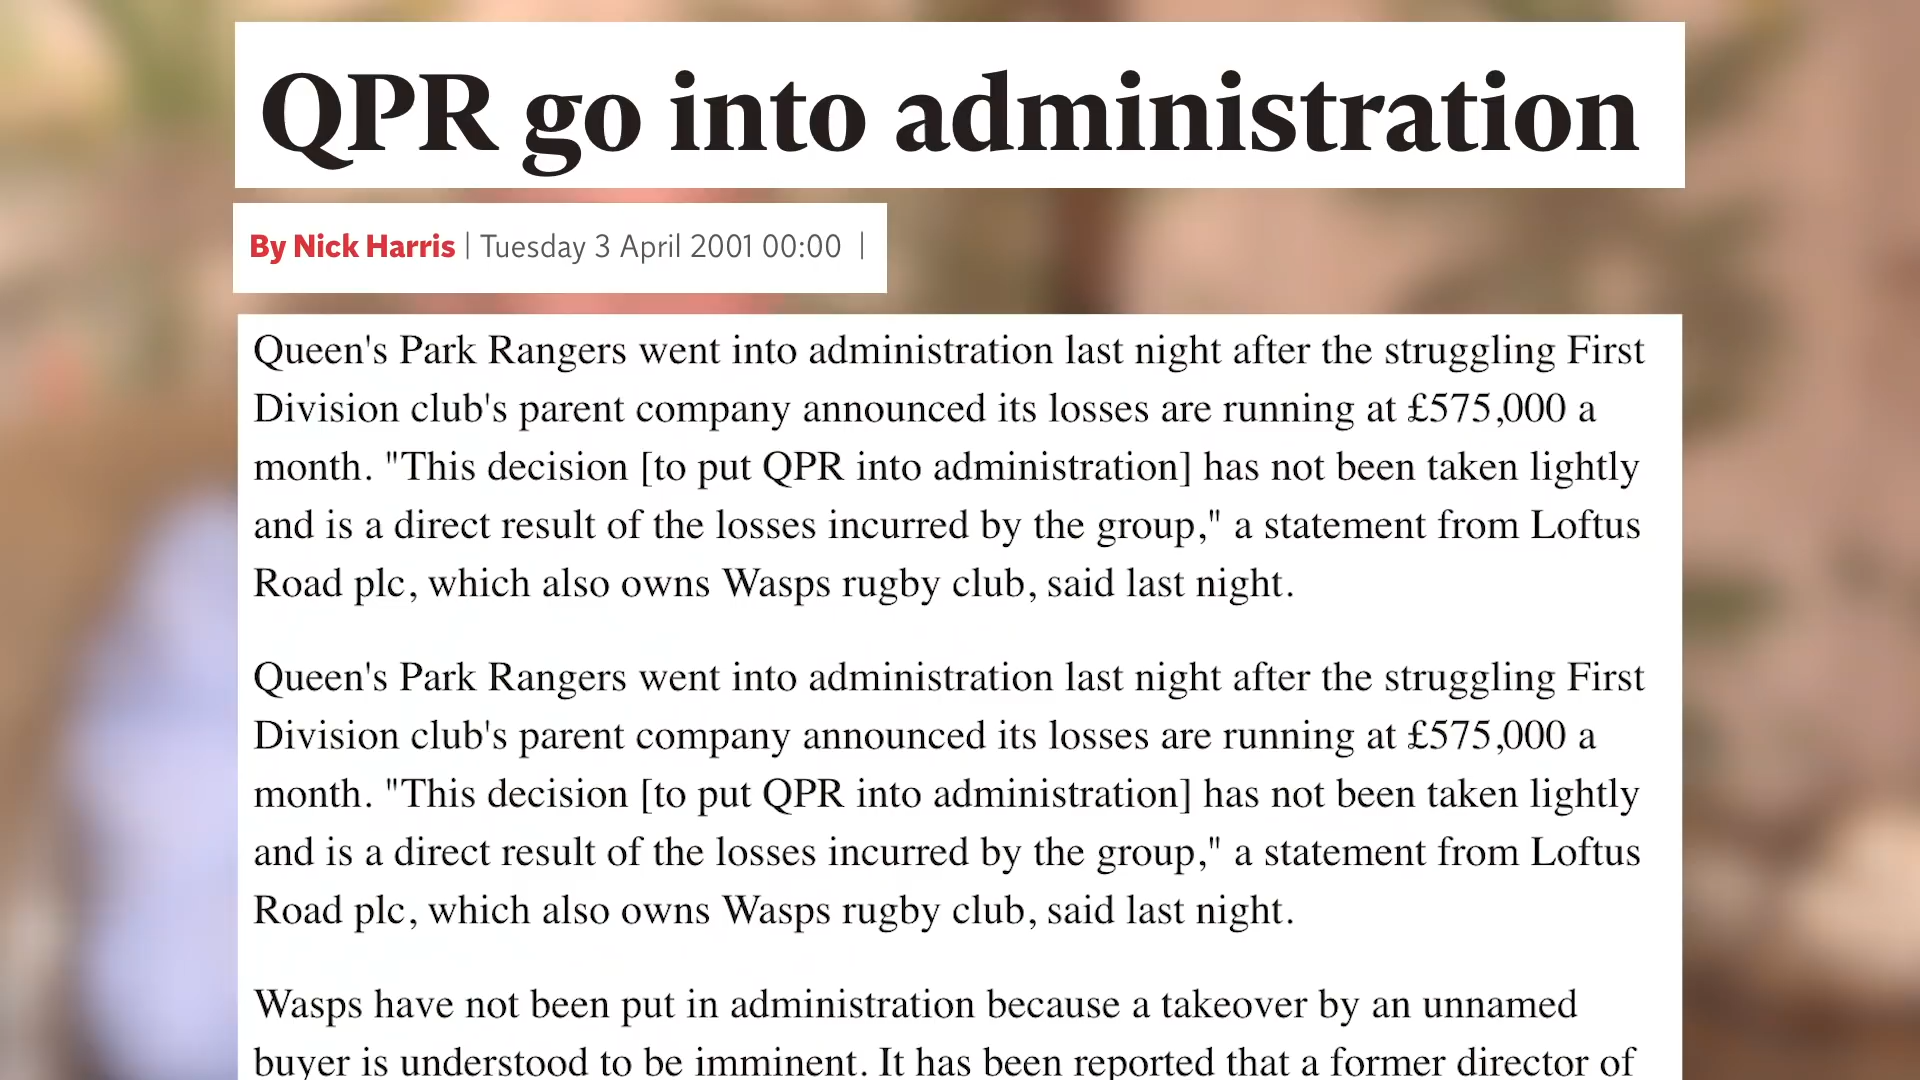 QPR go into administration
By Nick Harris | Tuesday 3 April 2001 00:00 |
Queen's Park Rangers went into administration last night after the struggling First
Division club's parent company announced its losses are running at £575,000 a
month. "This decision [to put QPR into administration] has not been taken lightly
and is a direct result of the losses incurred by the group," a statement from Loftus
Road plc, which also owns Wasps rugby club, said last night.
Queen's Park Rangers went into administration last night after the struggling First
Division club's parent company announced its losses are running at £575,000 a
month. "This decision [to put QPR into administration] has not been taken lightly
and is a direct result of the losses incurred by the group," a statement from Loftus
Road plc, which also owns Wasps rugby club, said last night.
Wasps have not been put in administration because a takeover by an unnamed
buyer is understood to be imminent. It has been reported that a former director of